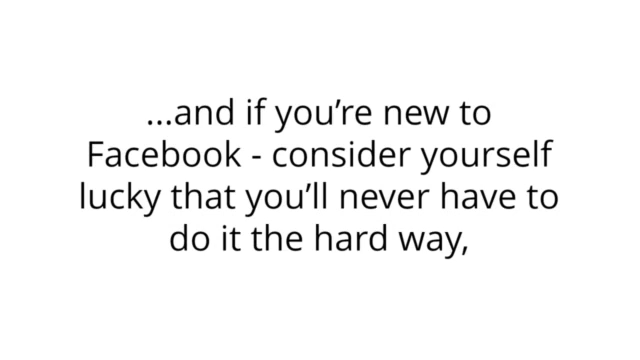 ...and if you’re new to
Facebook - consider yourself
lucky that you’ll never have to
do it the hard way,